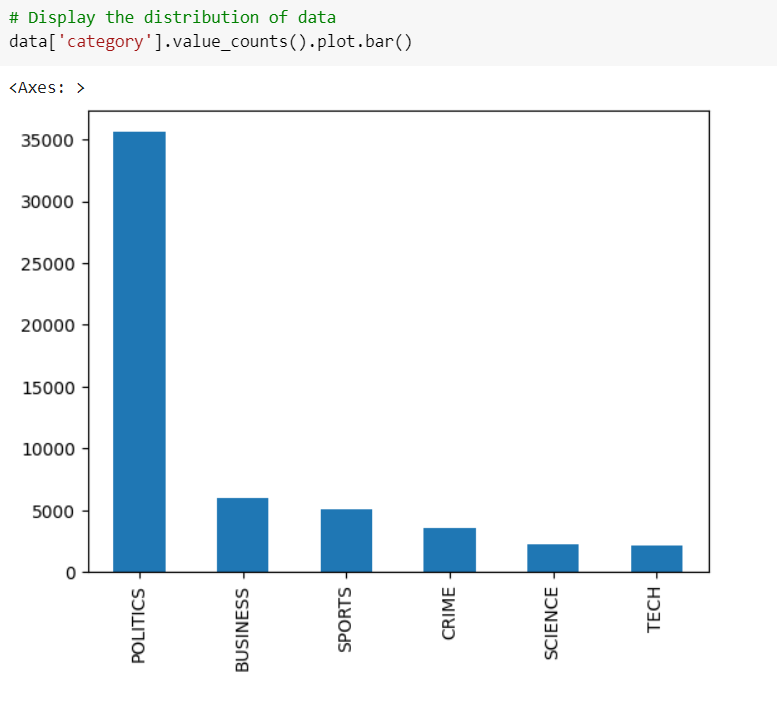 # Display the distribution of data
data['category'].value_counts().plot.bar()
<Axes: >
35000
30000
25000
20000
15000
10000
5000
0
POLITICS
BUSINESS
SPORTS
CRIME
SCIENCE
TECH